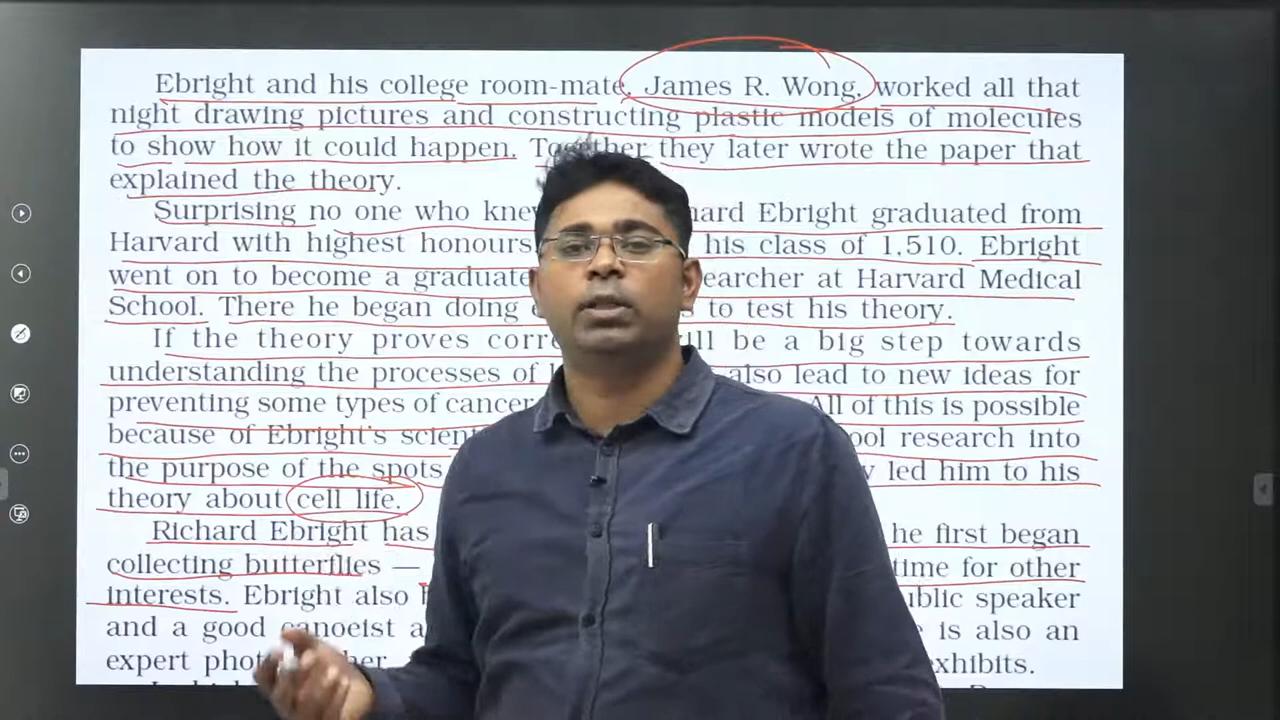 Ebright and his college room-mate, James R. Wong, worked all that
night drawing pictures and constructing plastic models of molecules
to show how it could happen. Together they later wrote the paper that
explained the theory.
Surprising no one who knew hard Ebright graduated from
Harvard with highest honours, his class of 1,510. Ebright
went on to become a graduate earcher at Harvard Medical
School. There he began doing to test his theory.
If the theory proves corre will be a big step towards
understanding the processes of also lead to new ideas for
preventing some types of cancer All of this is possible
because of Ebright's scient ool research into
the purpose of the spots led him to his
theory about cell life.
Richard Ebright has he first began
collecting butterflies — time for other
interests. Ebright also ublic speaker
and a good canoeist a is also an
expert photographer exhibits.